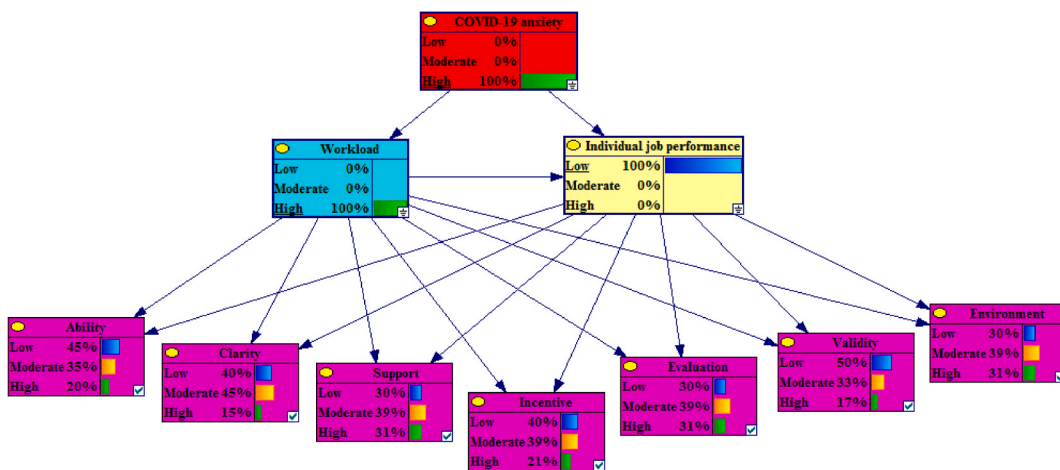 COVID-19 anxiety
Low 0%
Moderate 0%
High 100%
Workload
Low 0%
Moderate 0%
High 100%
Individual job performance
Low 100%
Moderate 0%
High 0%
Ability
Low 45%
Moderate 35%
High 20%
Clarity
Low 40%
Moderate 45%
High 15%
Support
Low 30%
Moderate 39%
High 31%
Incentive
Low 40%
Moderate 39%
High 21%
Evaluation
Low 30%
Moderate 39%
High 31%
Validity
Low 50%
Moderate 33%
High 17%
Environment
Low 30%
Moderate 39%
High 31%